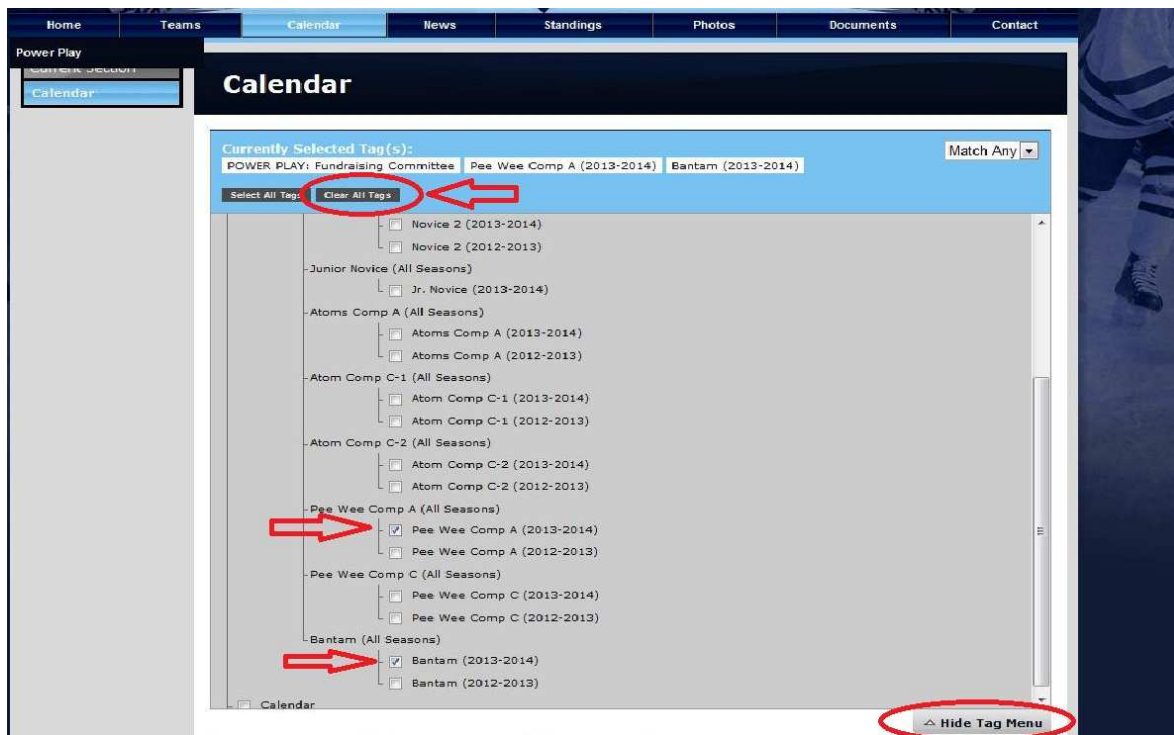 Home Teams Calendar News Standings Photos Documents Contact
Power Play
Current Section
Calendar
Calendar
Currently Selected Tag(s):
Match Any
POWER PLAY: Fundraising Committee Pee Wee Comp A (2013-2014) Bantam (2013-2014)
Select All Tags Clear All Tags
Novice 2 (2013-2014)
Novice 2 (2012-2013)
Junior Novice (All Seasons)
Jr. Novice (2013-2014)
Atoms Comp A (All Seasons)
Atoms Comp A (2013-2014)
Atoms Comp A (2012-2013)
Atom Comp C-1 (All Seasons)
Atom Comp C-1 (2013-2014)
Atom Comp C-1 (2012-2013)
Atom Comp C-2 (All Seasons)
Atom Comp C-2 (2013-2014)
Atom Comp C-2 (2012-2013)
Pee Wee Comp A (All Seasons)
Pee Wee Comp A (2013-2014)
Pee Wee Comp A (2012-2013)
Pee Wee Comp C (All Seasons)
Pee Wee Comp C (2013-2014)
Pee Wee Comp C (2012-2013)
Bantam (All Seasons)
Bantam (2013-2014)
Bantam (2012-2013)
Calendar
Hide Tag Menu